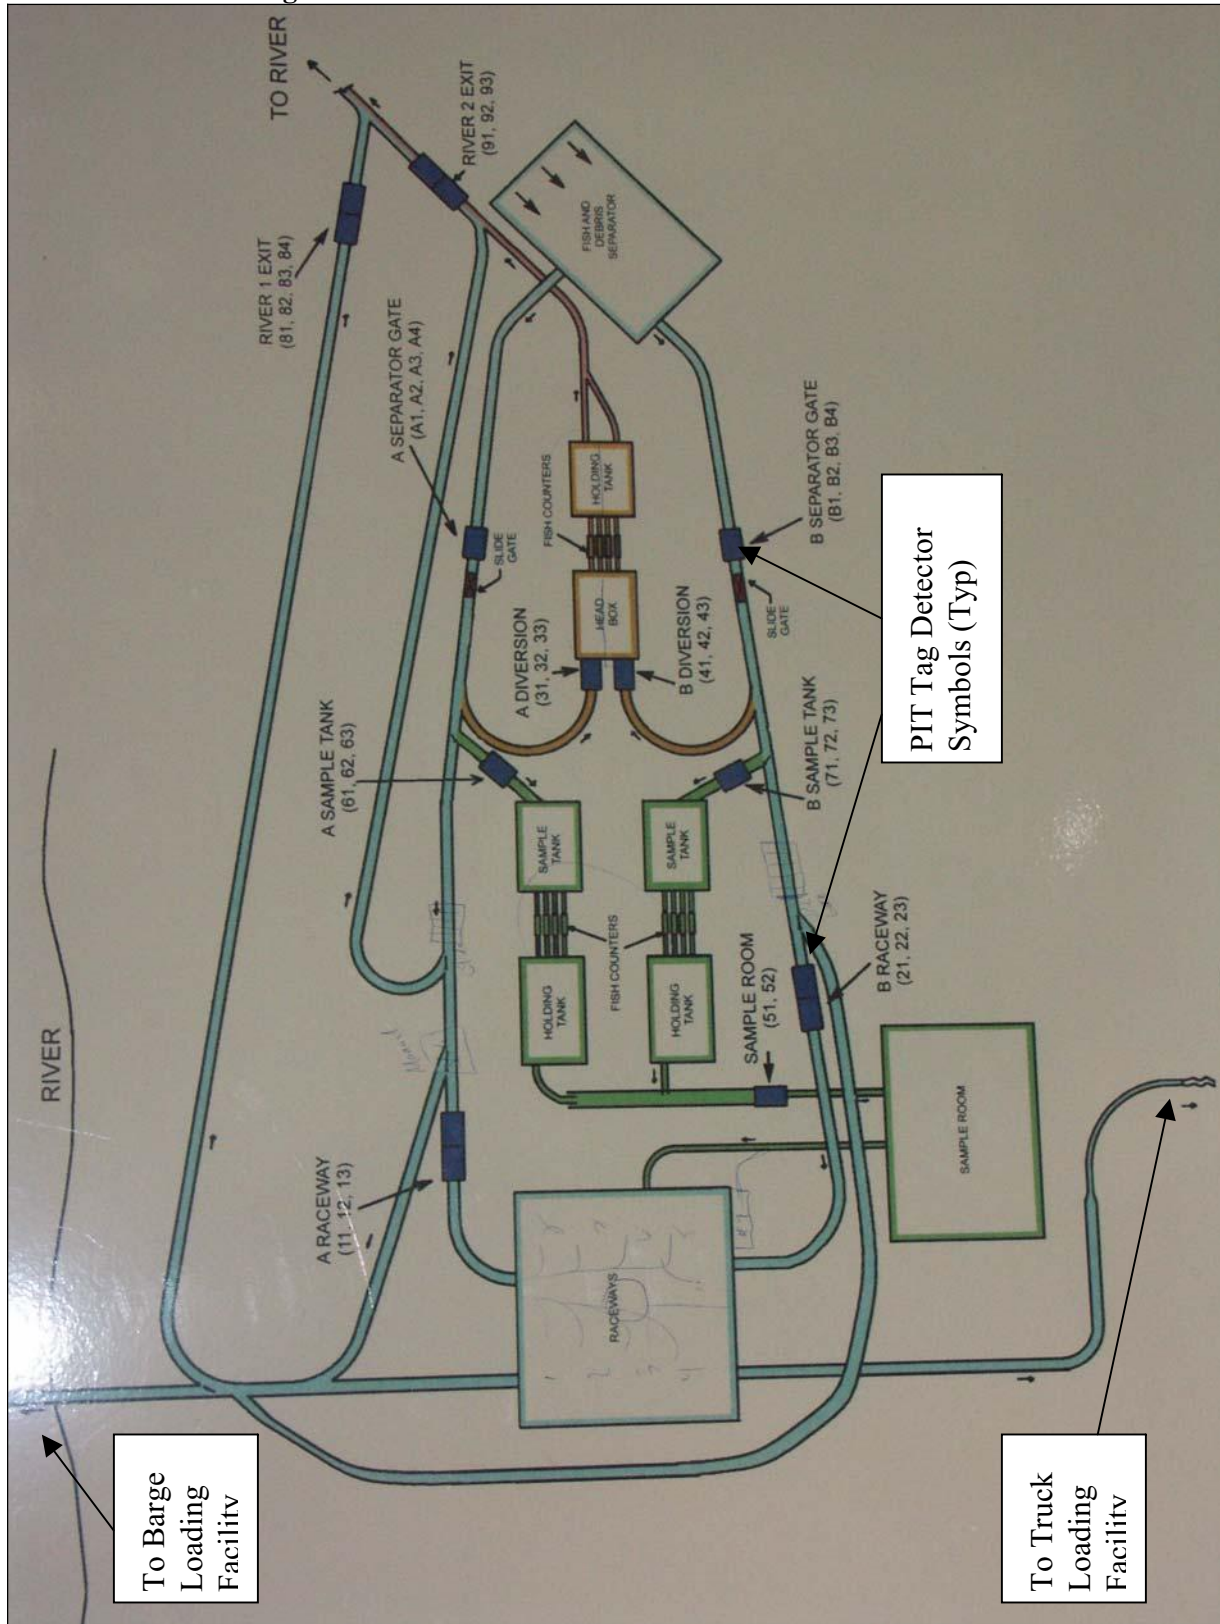 TO RIVER
RIVER 2 EXIT
(91, 92, 93)
RIVER 1 EXIT
(81, 82, 83, 84)
FISH AND
DEBRIS
SEPARATOR
A SEPARATOR GATE
(A1, A2, A3, A4)
SLIDE
GATE
FISH COUNTERS
HOLDING
TANK
HEAD
BOX
B SEPARATOR GATE
(B1, B2, B3, B4)
SLIDE
GATE
A DIVERSION
(31, 32, 33)
B DIVERSION
(41, 42, 43)
PIT Tag Detector
Symbols (Typ)
A SAMPLE TANK
(61, 62, 63)
B SAMPLE TANK
(71, 72, 73)
SAMPLE
TANK
SAMPLE
TANK
FISH COUNTERS
HOLDING
TANK
HOLDING
TANK
SAMPLE ROOM
(51, 52)
B RACEWAY
(21, 22, 23)
RIVER
A RACEWAY
(11, 12, 13)
RACEWAYS
1
2
3
4
SAMPLE ROOM
To Barge
Loading
Facility
To Truck
Loading
Facility